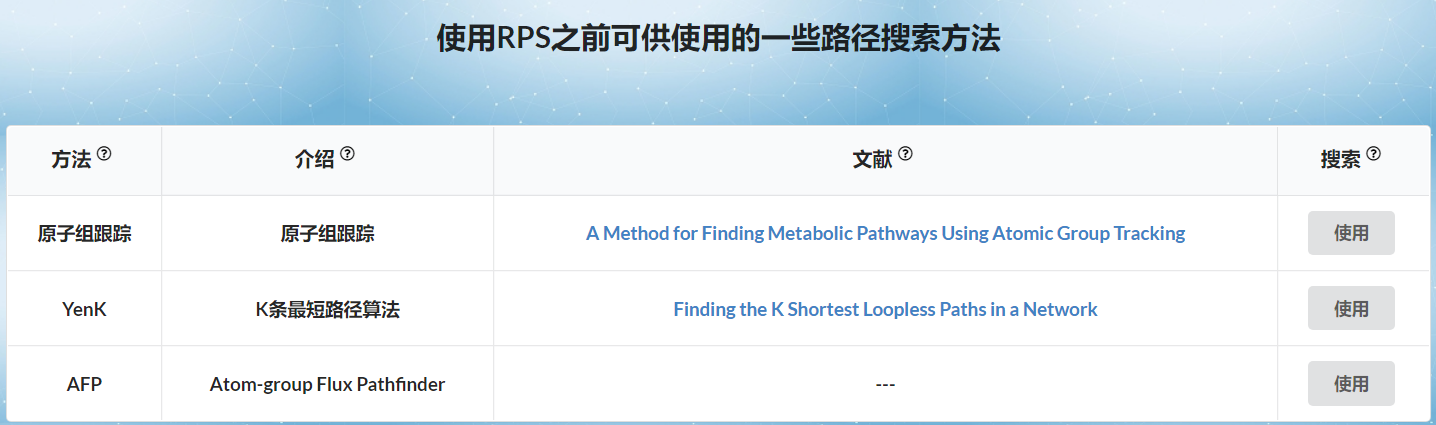 使用RPS之前可供使用的一些路径搜索方法
方法 介绍 文献 搜索
原子组跟踪 原子组跟踪 A Method for Finding Metabolic Pathways Using Atomic Group Tracking 使用
YenK K条最短路径算法 Finding the K Shortest Loopless Paths in a Network 使用
AFP Atom-group Flux Pathfinder --- 使用